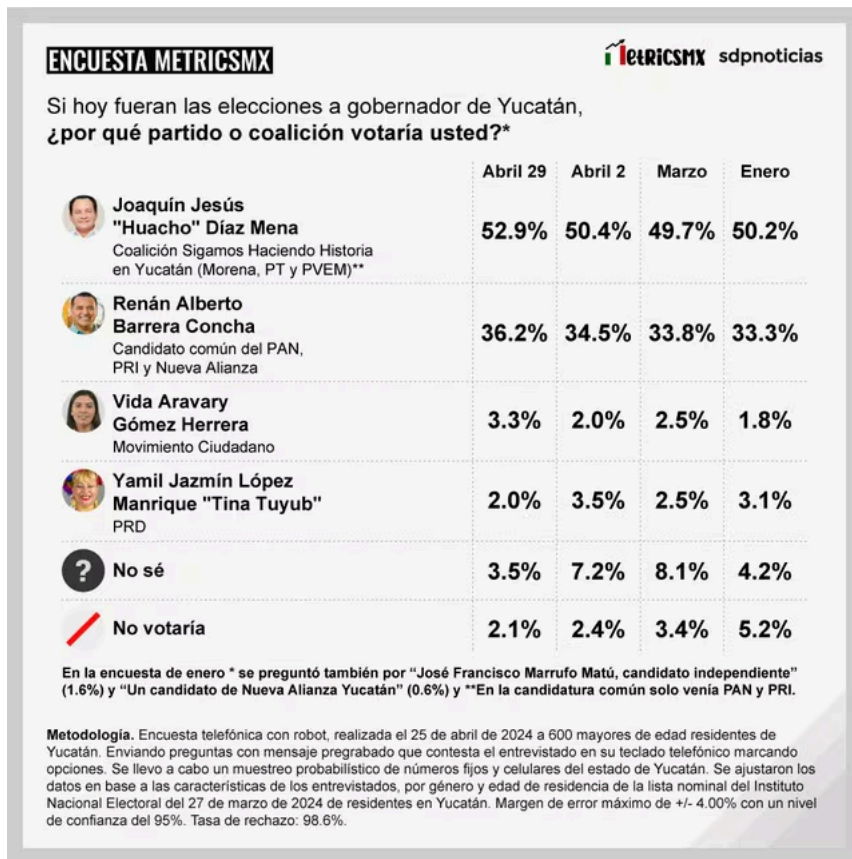 ENCUESTA METRICSMX
METRICSMX sdpnoticias
Si hoy fueran las elecciones a gobernador de Yucatán,
¿por qué partido o coalición votaría usted?*
Abril 29 Abril 2 Marzo Enero
Joaquín Jesús
"Huacho" Díaz Mena
Coalición Sigamos Haciendo Historia
en Yucatán (Morena, PT y PVEM)**
52.9% 50.4% 49.7% 50.2%
Renán Alberto
Barrera Concha
Candidato común del PAN,
PRI y Nueva Alianza
36.2% 34.5% 33.8% 33.3%
Vida Aravary
Gómez Herrera
Movimiento Ciudadano
3.3% 2.0% 2.5% 1.8%
Yamil Jazmín López
Manrique "Tina Tuyub"
PRD
2.0% 3.5% 2.5% 3.1%
? No sé 3.5% 7.2% 8.1% 4.2%
No votaría 2.1% 2.4% 3.4% 5.2%
En la encuesta de enero * se preguntó también por “José Francisco Marrufo Matú, candidato independiente”
(1.6%) y “Un candidato de Nueva Alianza Yucatán” (0.6%) y **En la candidatura común solo venía PAN y PRI.
Metodología. Encuesta telefónica con robot, realizada el 25 de abril de 2024 a 600 mayores de edad residentes de
Yucatán. Enviando preguntas con mensaje pregrabado que contesta el entrevistado en su teclado telefónico marcando
opciones. Se llevo a cabo un muestreo probabilístico de números fijos y celulares del estado de Yucatán. Se ajustaron los
datos en base a las características de los entrevistados, por género y edad de residencia de la lista nominal del Instituto
Nacional Electoral del 27 de marzo de 2024 de residentes en Yucatán. Margen de error máximo de +/- 4.00% con un nivel
de confianza del 95%. Tasa de rechazo: 98.6%.